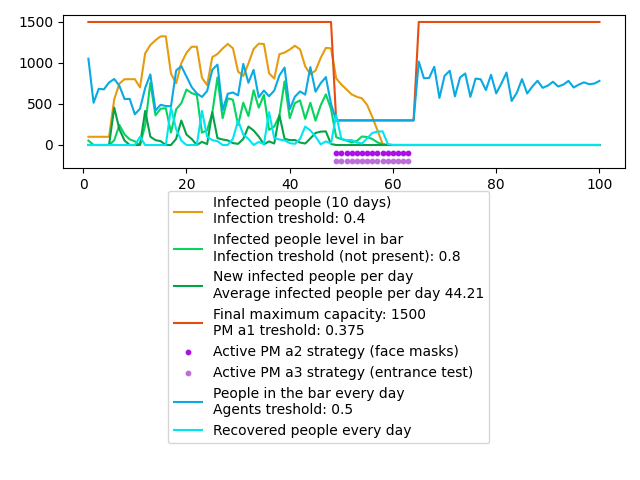 1500
1000
500
0
0
20
40
60
80
100
Infected people (10 days)
Infection treshold: 0.4
Infected people level in bar
Infection treshold (not present): 0.8
New infected people per day
Average infected people per day 44.21
Final maximum capacity: 1500
PM a1 treshold: 0.375
Active PM a2 strategy (face masks)
Active PM a3 strategy (entrance test)
People in the bar every day
Agents treshold: 0.5
Recovered people every day